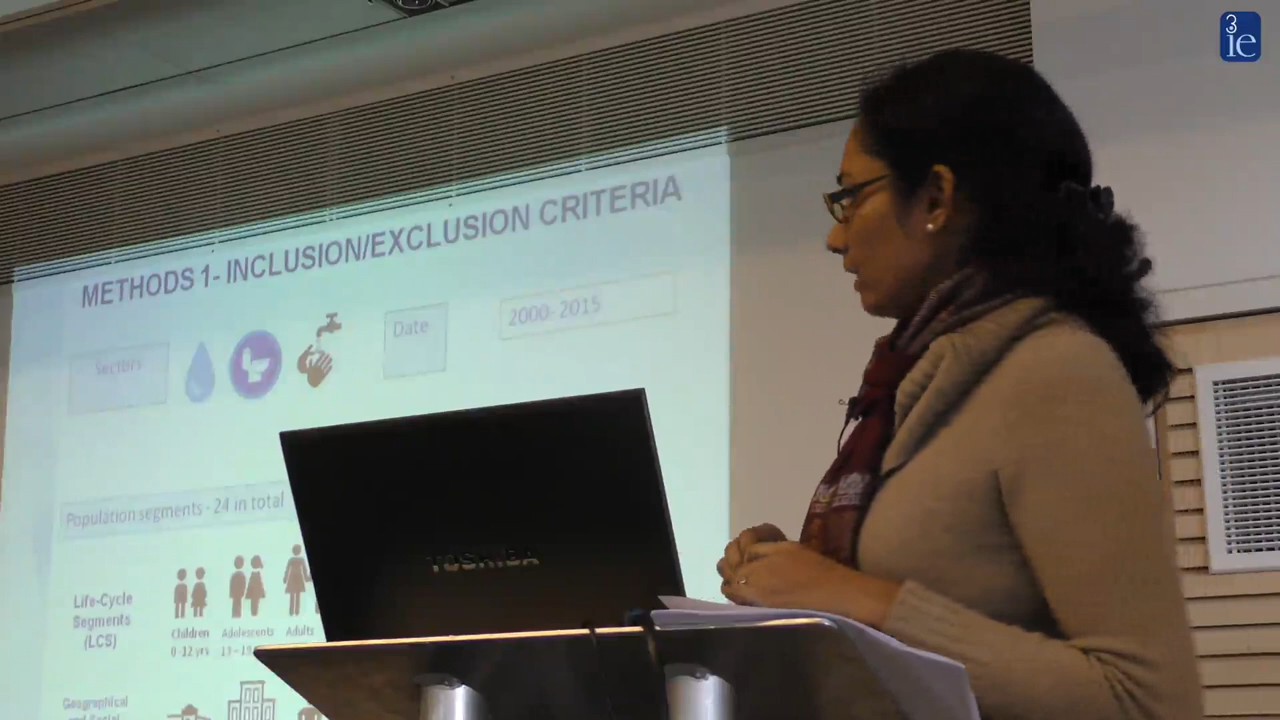 3ie
METHODS 1- INCLUSION/EXCLUSION CRITERIA
Sectors
Date
2000-2015
Population segments - 24 in total
Life-Cycle
Segments
(LCS)
Children
0-12 yrs
Adolescents
Adults
Geographical
TOSHIBA